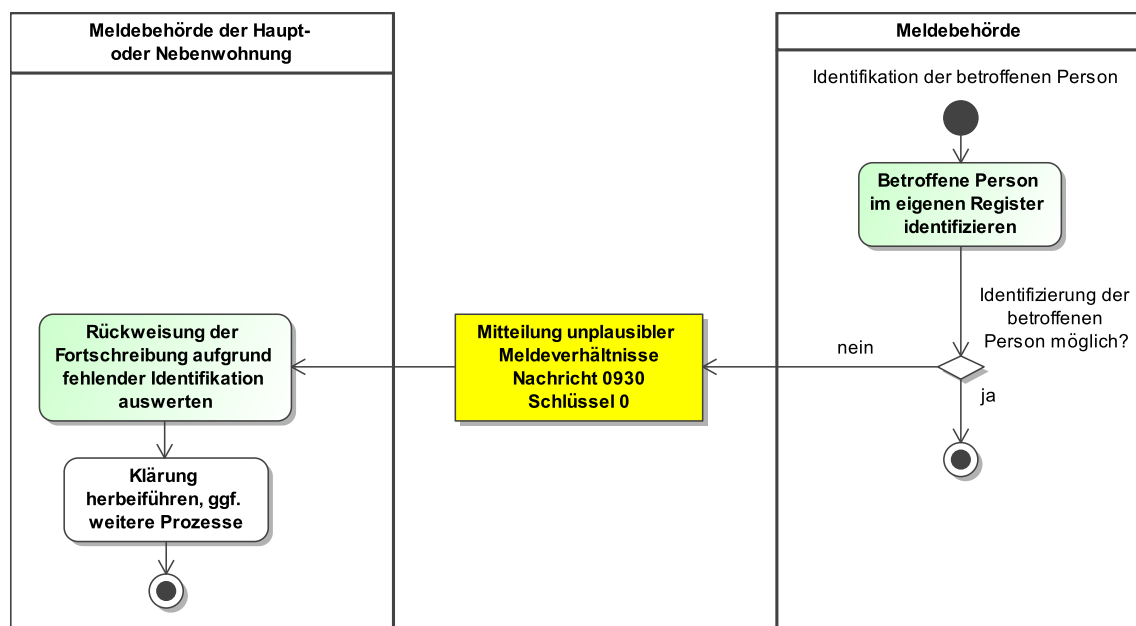 Meldebehörde der Haupt-
oder Nebenwohnung
Meldebehörde
Identifikation der betroffenen Person
Betroffene Person
im eigenen Register
identifizieren
Identifizierung der
betroffenen
Person möglich?
nein
ja
Mitteilung unplausibler
Meldeverhältnisse
Nachricht 0930
Schlüssel 0
Rückweisung der
Fortschreibung aufgrund
fehlender Identifikation
auswerten
Klärung
herbeiführen, ggf.
weitere Prozesse